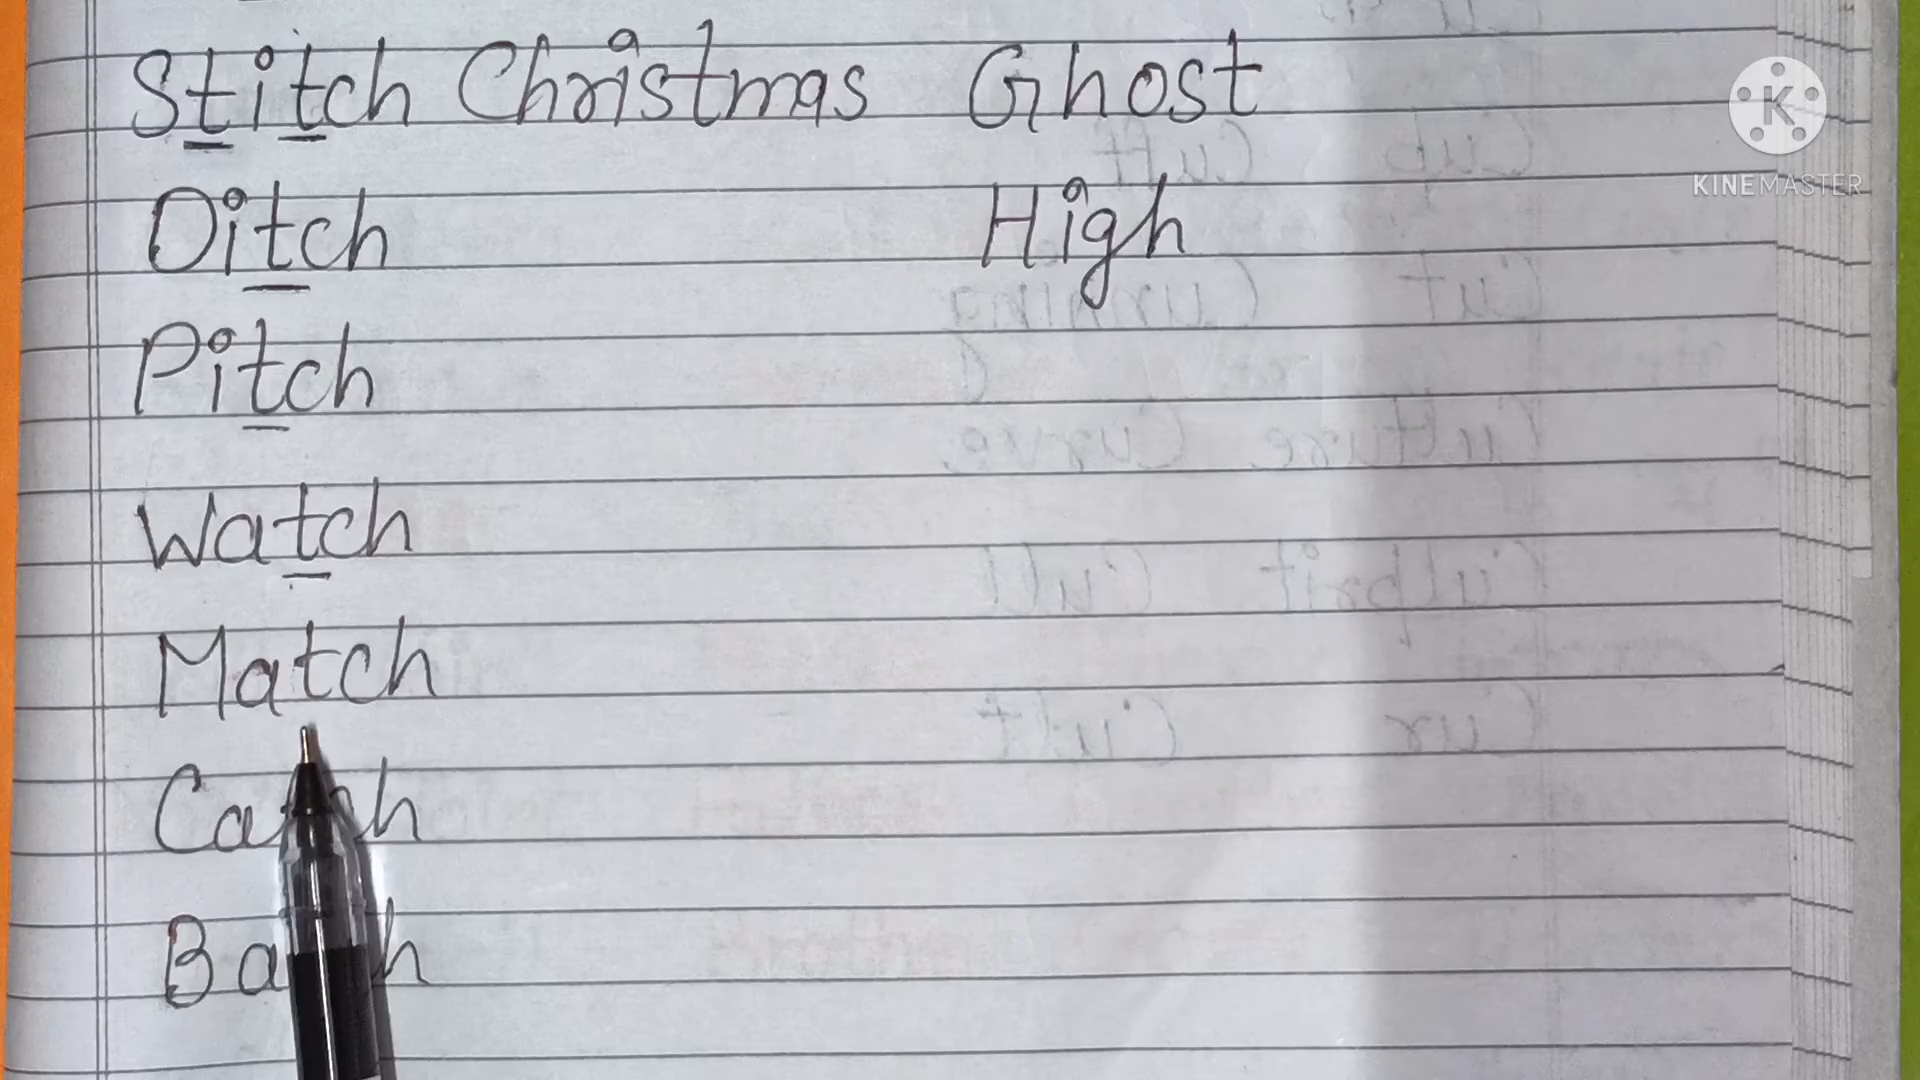 Stitch Christmas Ghost
Ditch High
Pitch
Watch
Match
KINEMASTER